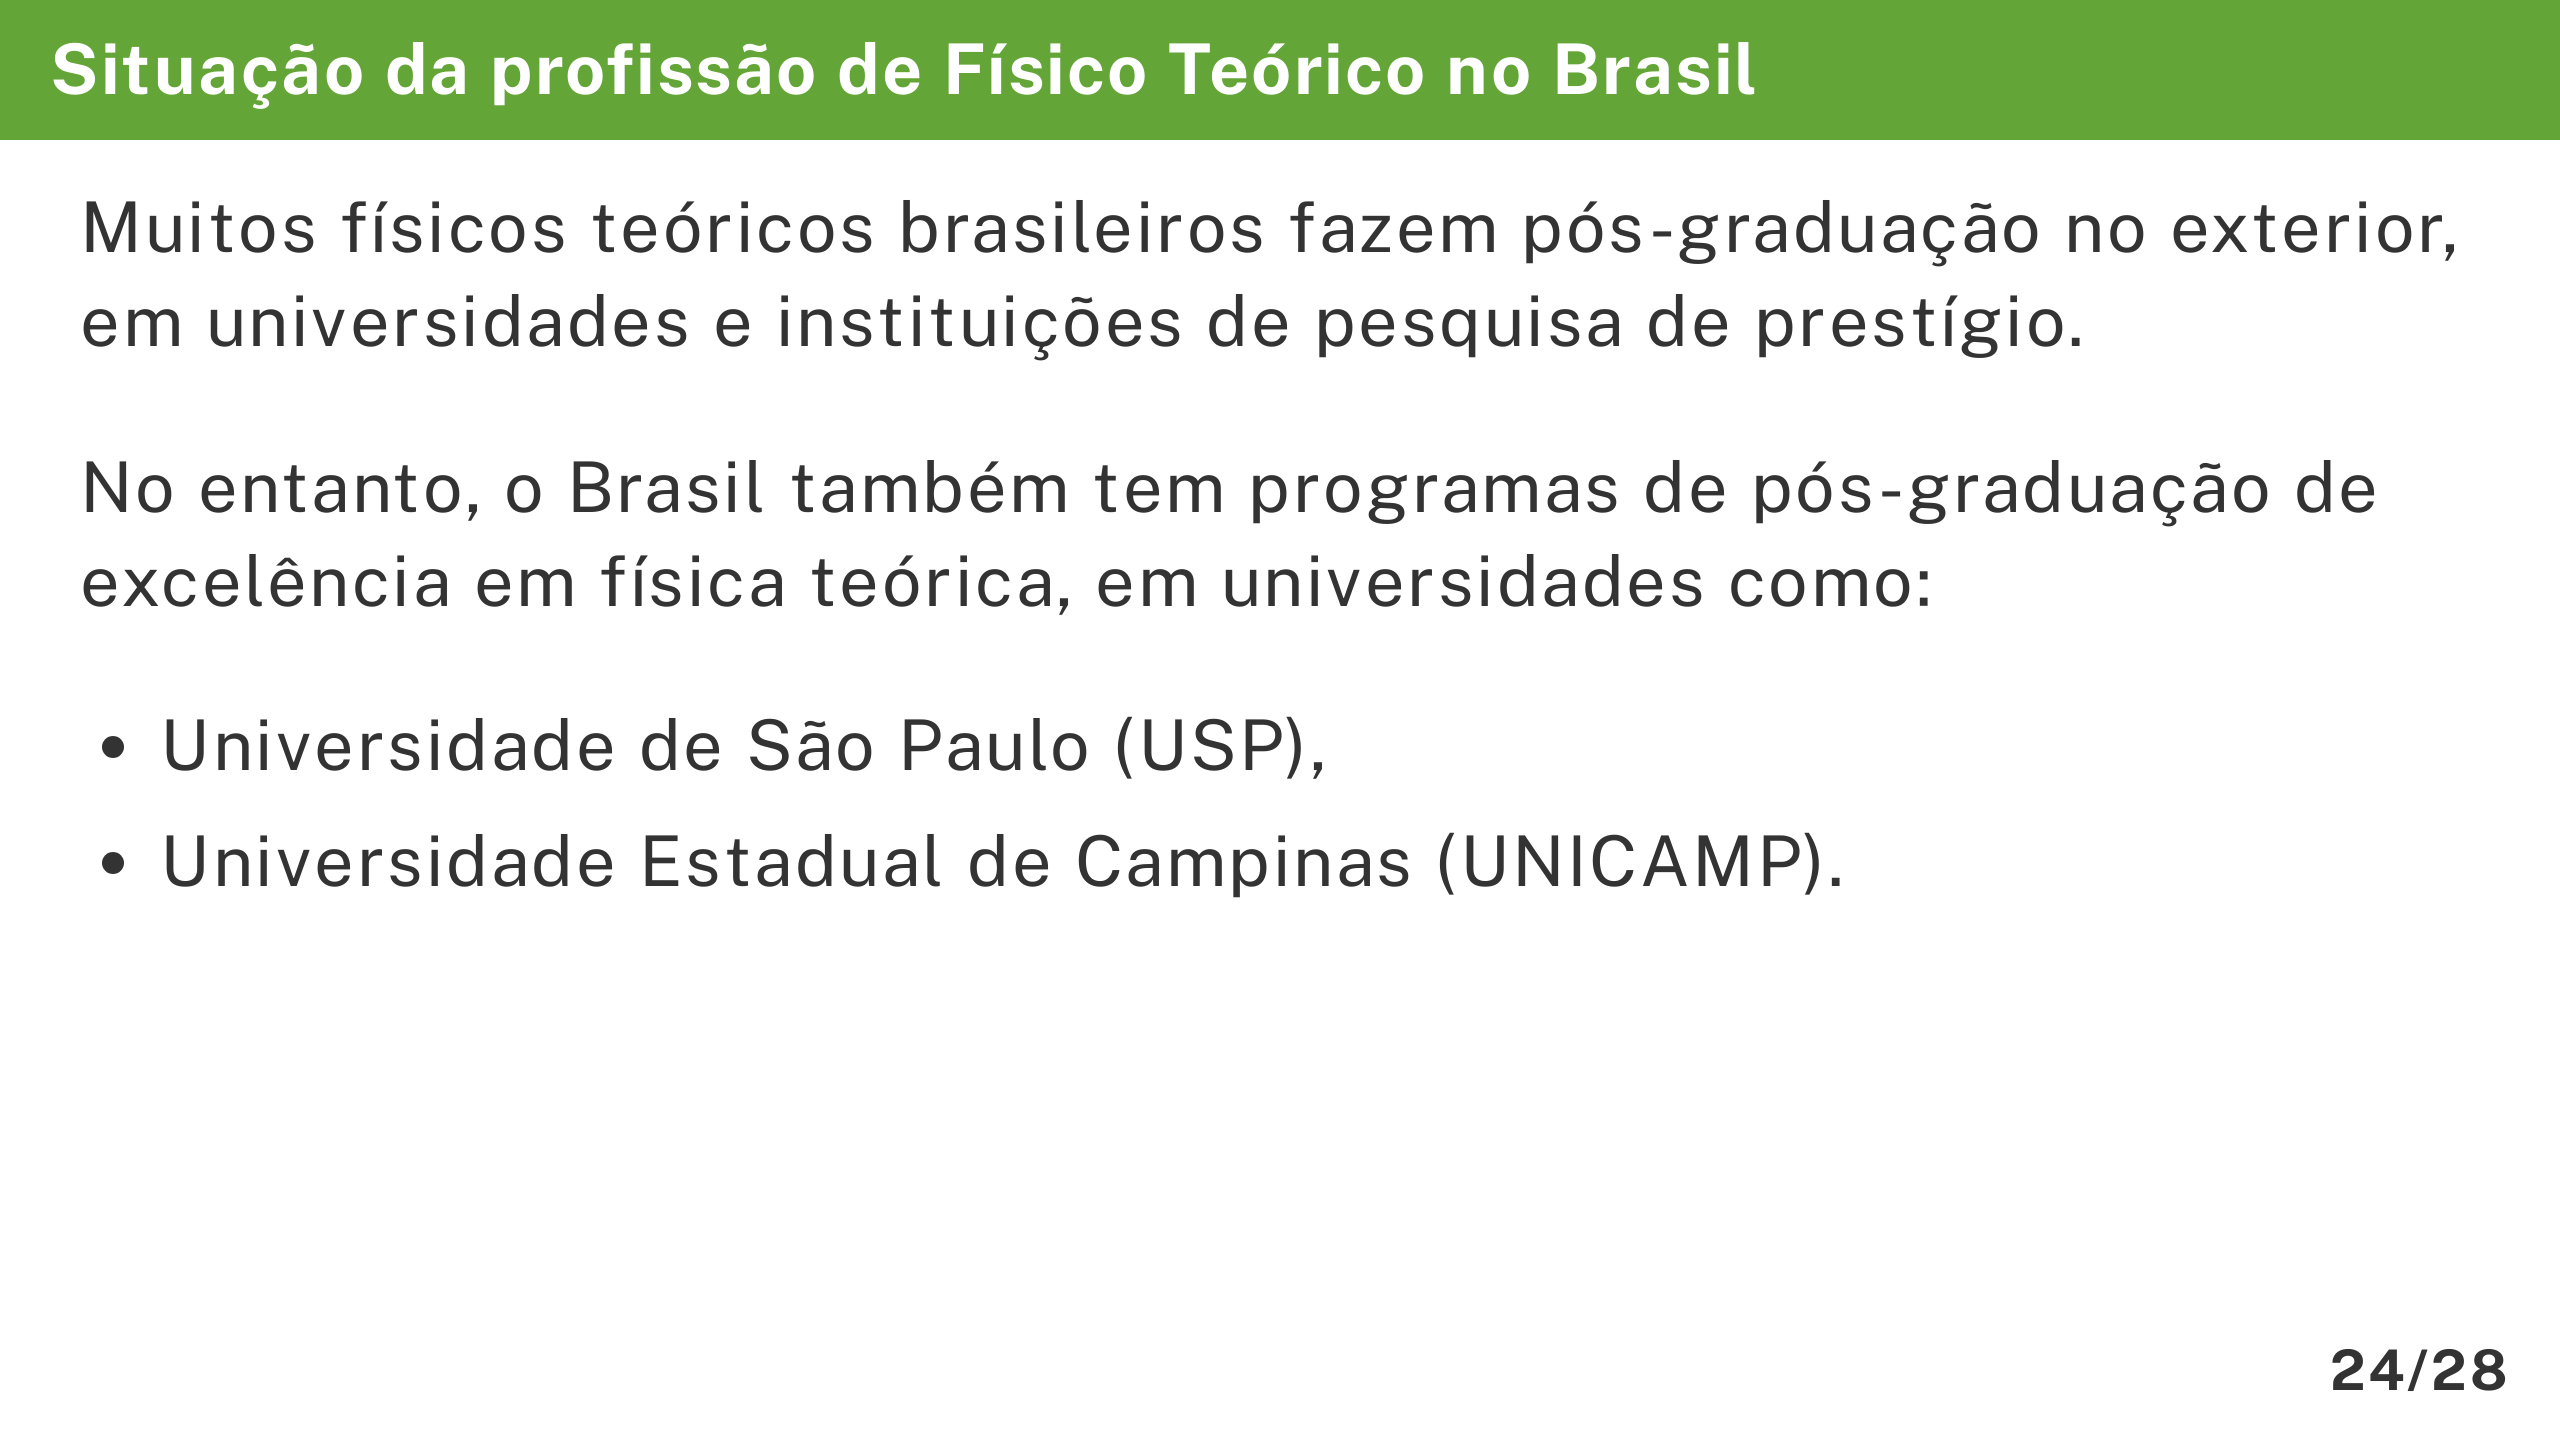 Situação da profissão de Físico Teórico no Brasil
Muitos físicos teóricos brasileiros fazem pós-graduação no exterior,
em universidades e instituições de pesquisa de prestígio.
No entanto, o Brasil também tem programas de pós-graduação de
excelência em física teórica, em universidades como:
• Universidade de São Paulo (USP),
• Universidade Estadual de Campinas (UNICAMP).
24/28